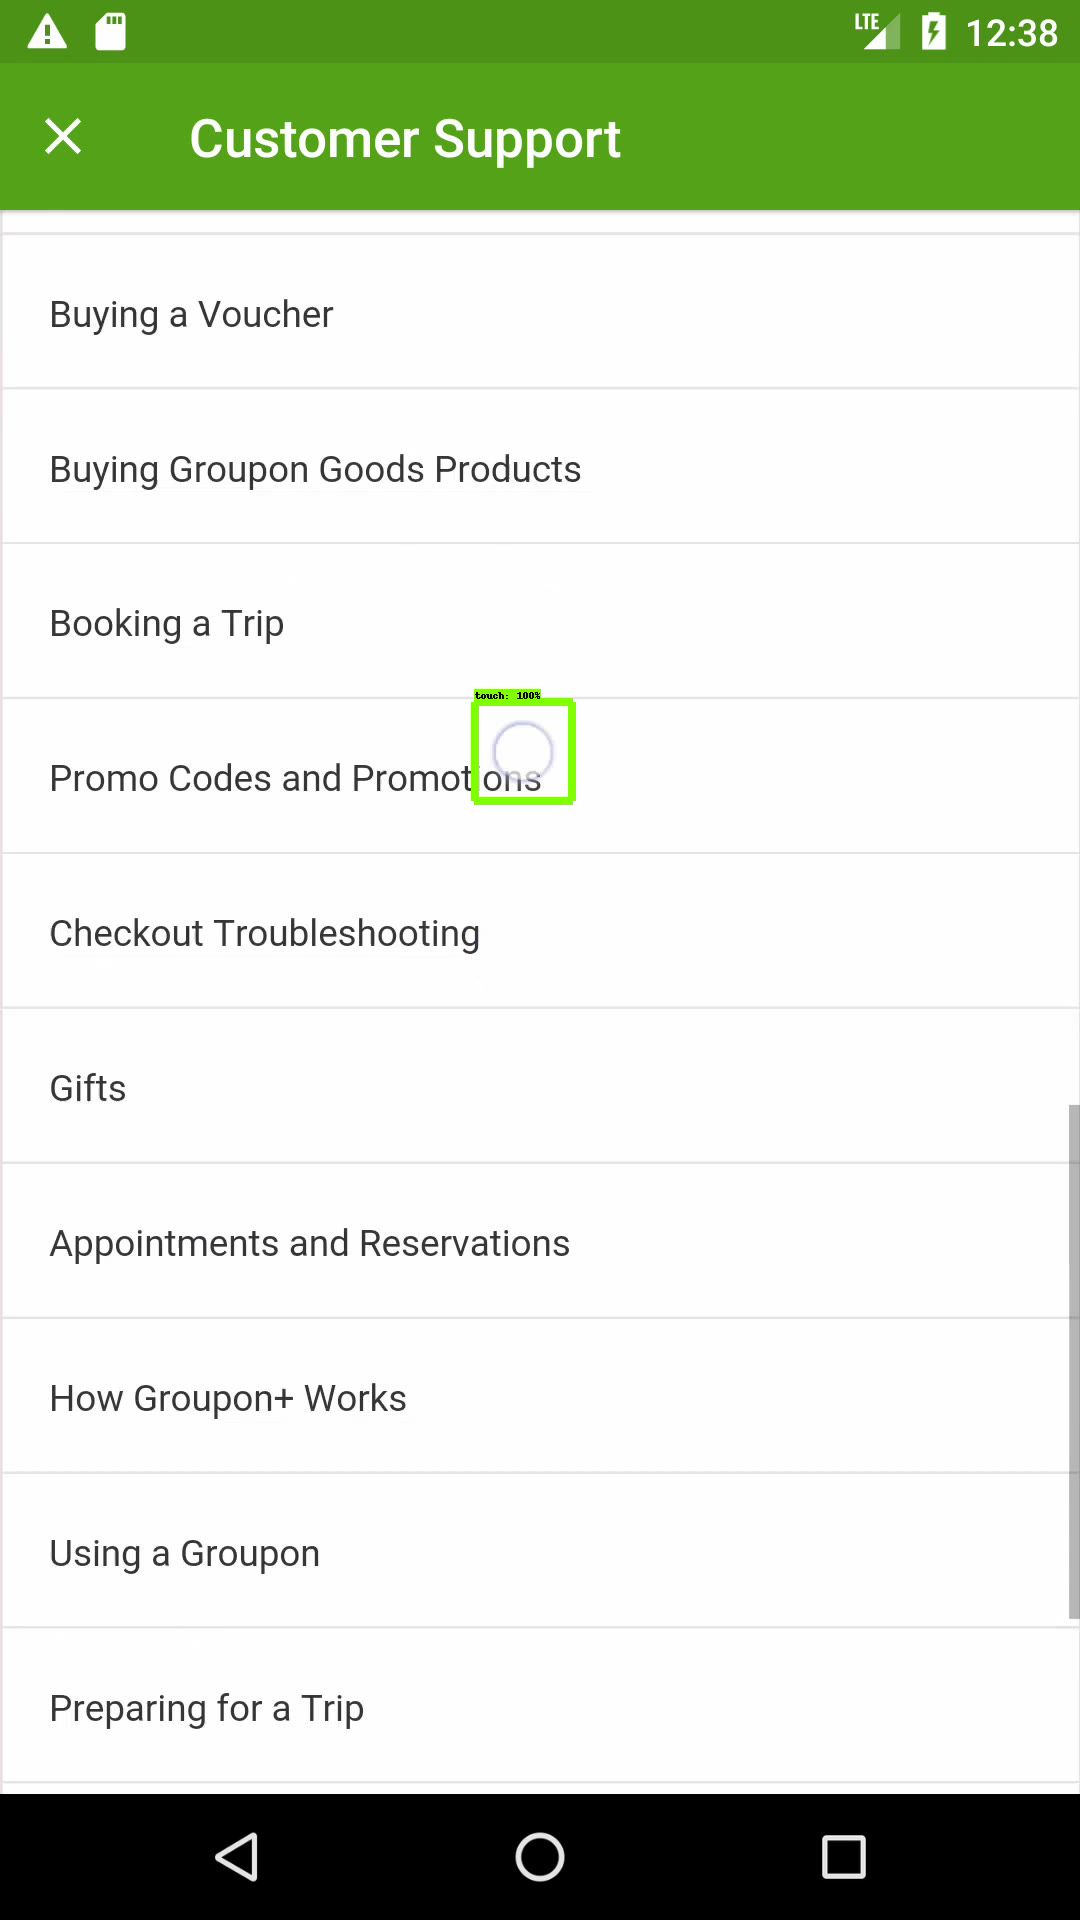 LTE 12:38
Customer Support
Buying a Voucher
Buying Groupon Goods Products
Booking a Trip
touch: 100%
Promo Codes and Promotions
Checkout Troubleshooting
Gifts
Appointments and Reservations
How Groupon+ Works
Using a Groupon
Preparing for a Trip